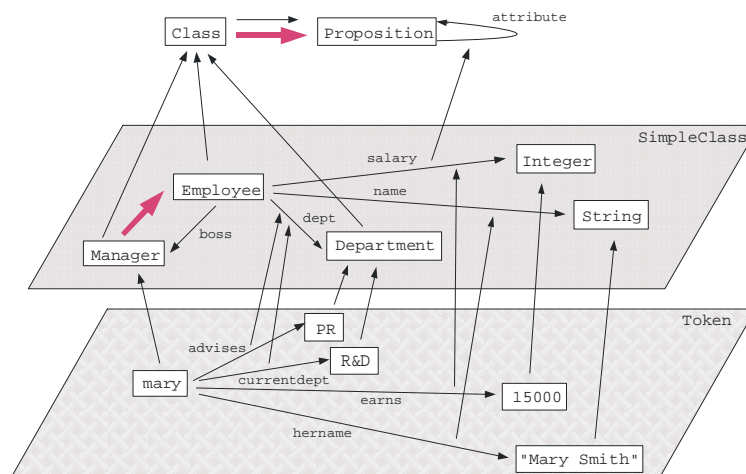 attribute
Class
Proposition
SimpleClass
salary
Integer
Employee
name
dept
String
boss
Manager
Department
Token
PR
advises
R&D
mary
currentdept
earns
15000
hername
"Mary Smith"